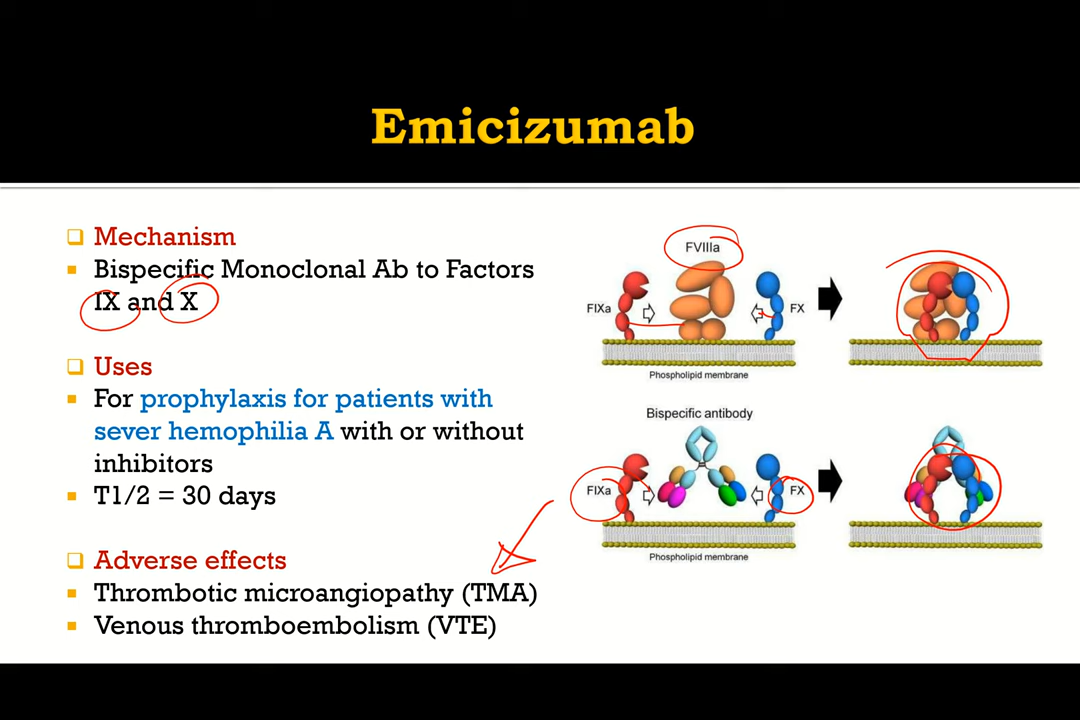 Emicizumab
Mechanism
Bispecific Monoclonal Ab to Factors
IX and X
Uses
For prophylaxis for patients with
sever hemophilia A with or without
inhibitors
T1/2 = 30 days
Adverse effects
Thrombotic microangiopathy (TMA)
Venous thromboembolism (VTE)
FVIIIa
FIXa
FX
Phospholipid membrane
Bispecific antibody
FIXa
FX
Phospholipid membrane